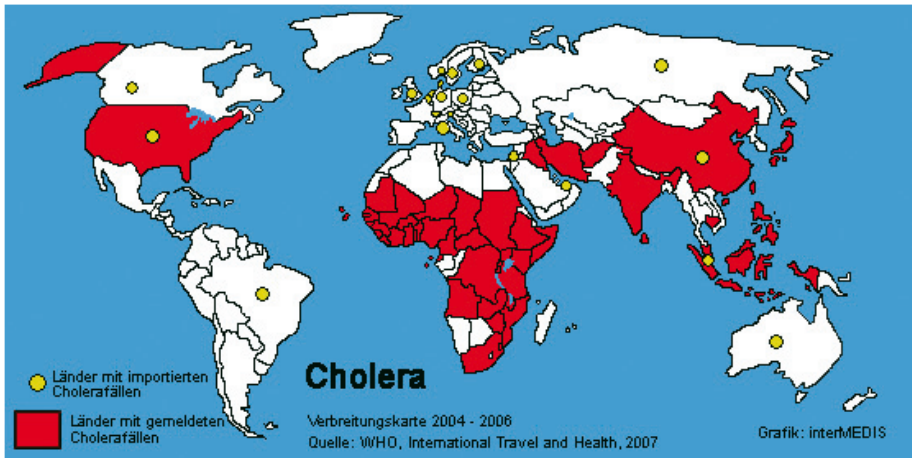 Länder mit importierten
Cholerafällen
Länder mit gemeldeten
Cholerafällen
Cholera
Verbreitungskarte 2004 - 2006
Quelle: WHO, International Travel and Health, 2007
Grafik: interMEDIS